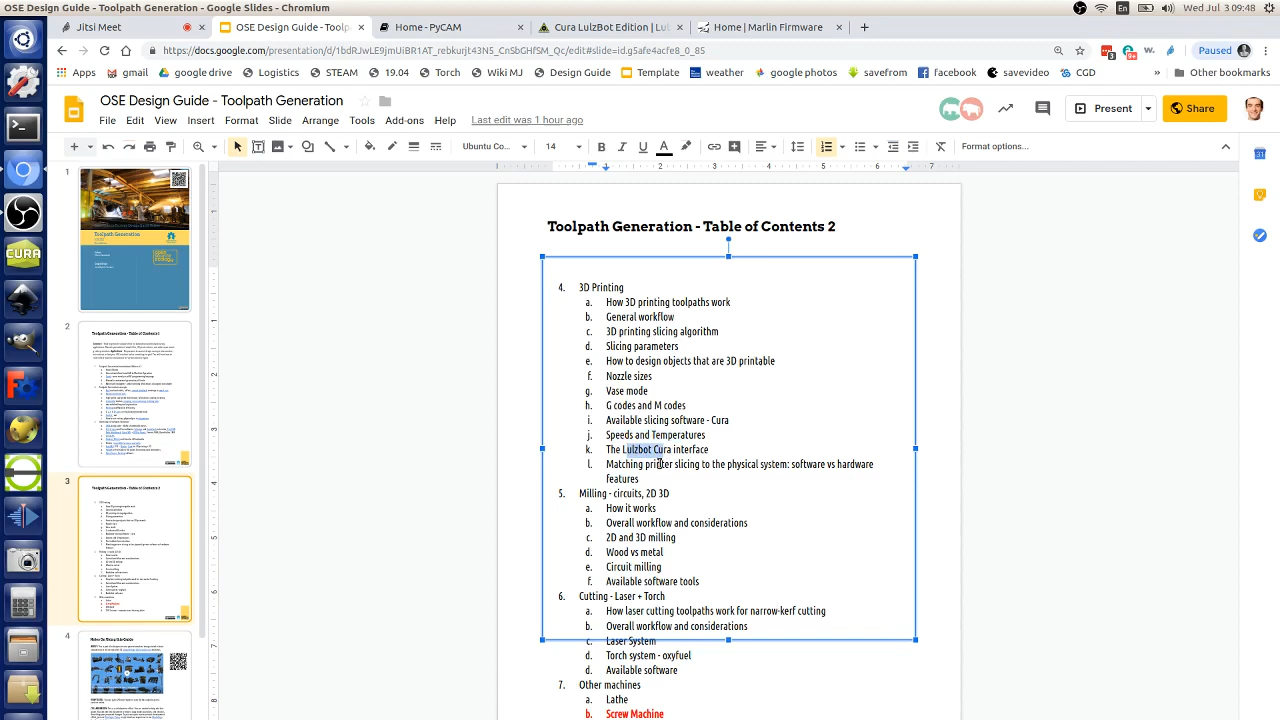 OSE Design Guide - Toolpath Generation - Google Slides - Chromium
En
Wed Jul 3 09:48
Jitsi Meet
OSE Design Guide - Toolp
Home - PyCAM
Cura LulzBot Edition | Lul
Home | Marlin Firmware
https://docs.google.com/presentation/d/1bdRJwLE9jmUiBR1AT_rebkurjt43N5_CnSbGHfSM_Qc/edit#slide=id.g5afe4acfe8_0_85
Paused
Apps
gmail
google drive
Logistics
STEAM
19.04
Torch
Wiki MJ
Design Guide
Template
weather
google photos
savefrom
facebook
savevideo
CGD
Other bookmarks
OSE Design Guide - Toolpath Generation
File Edit View Insert Format Slide Arrange Tools Add-ons Help
Last edit was 1 hour ago
Present
Share
Ubuntu Co...
14
Format options...
1
2
3
4
Toolpath Generation - Table of Contents 2
4. 3D Printing
a. How 3D printing toolpaths work
b. General workflow
c. 3D printing slicing algorithm
d. Slicing parameters
e. How to design objects that are 3D printable
f. Nozzle sizes
g. Vase mode
h. G codes and M codes
i. Available slicing software - Cura
j. Speeds and Temperatures
k. The Lulzbot Cura interface
l. Maching printer slicing to the physical system: software vs hardware
features
5. Milling - circuits, 2D 3D
a. How it works
b. Overall workflow and considerations
c. 2D and 3D milling
d. Wood vs metal
e. Circuit milling
f. Available software tools
6. Cutting - Laser + Torch
a. How laser cutting toolpaths work for narrow-kerf cutting
b. Overall workflow and considerations
c. Laser System
d. Torch system - oxyfuel
e. Available software
7. Other machines
a. Lathe
b. Screw Machine
CURA